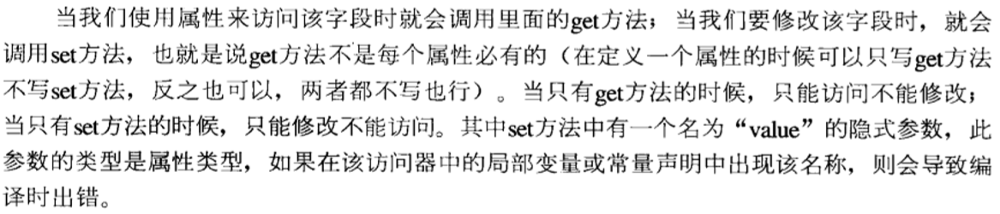 当我们使用属性来访问该字段时就会调用里面的get方法；当我们要修改该字段时，就会
调用set方法，也就是说get方法不是每个属性必有的（在定义一个属性的时候可以只写get方法
不写set方法，反之也可以，两者都不写也行）。当只有get方法的时候，只能访问不能修改；
当只有set方法的时候，只能修改不能访问。其中set方法中有一个名为“value”的隐式参数，此
参数的类型是属性类型，如果在该访问器中的局部变量或常量声明中出现该名称，则会导致编
译时出错。